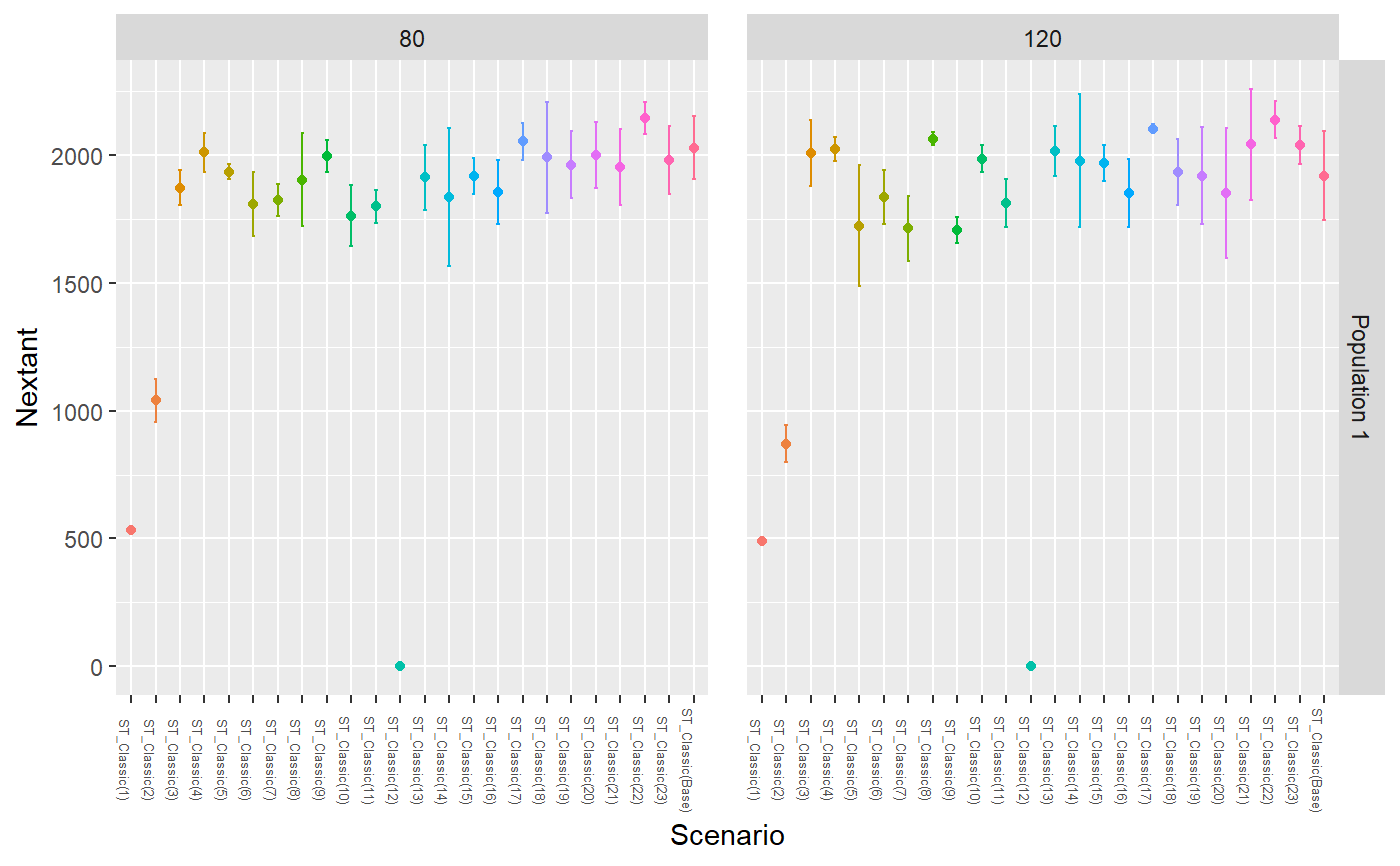 80
120
Nextant
2000
1500
1000
500
0
Population 1
ST_Classic(1)
ST_Classic(2)
ST_Classic(3)
ST_Classic(4)
ST_Classic(5)
ST_Classic(6)
ST_Classic(7)
ST_Classic(8)
ST_Classic(9)
ST_Classic(10)
ST_Classic(11)
ST_Classic(12)
ST_Classic(13)
ST_Classic(14)
ST_Classic(15)
ST_Classic(16)
ST_Classic(17)
ST_Classic(18)
ST_Classic(19)
ST_Classic(20)
ST_Classic(21)
ST_Classic(22)
ST_Classic(23)
ST_Classic(Base)
ST_Classic(1)
ST_Classic(2)
ST_Classic(3)
ST_Classic(4)
ST_Classic(5)
ST_Classic(6)
ST_Classic(7)
ST_Classic(8)
ST_Classic(9)
ST_Classic(10)
ST_Classic(11)
ST_Classic(12)
ST_Classic(13)
ST_Classic(14)
ST_Classic(15)
ST_Classic(16)
ST_Classic(17)
ST_Classic(18)
ST_Classic(19)
ST_Classic(20)
ST_Classic(21)
ST_Classic(22)
ST_Classic(23)
ST_Classic(Base)
Scenario